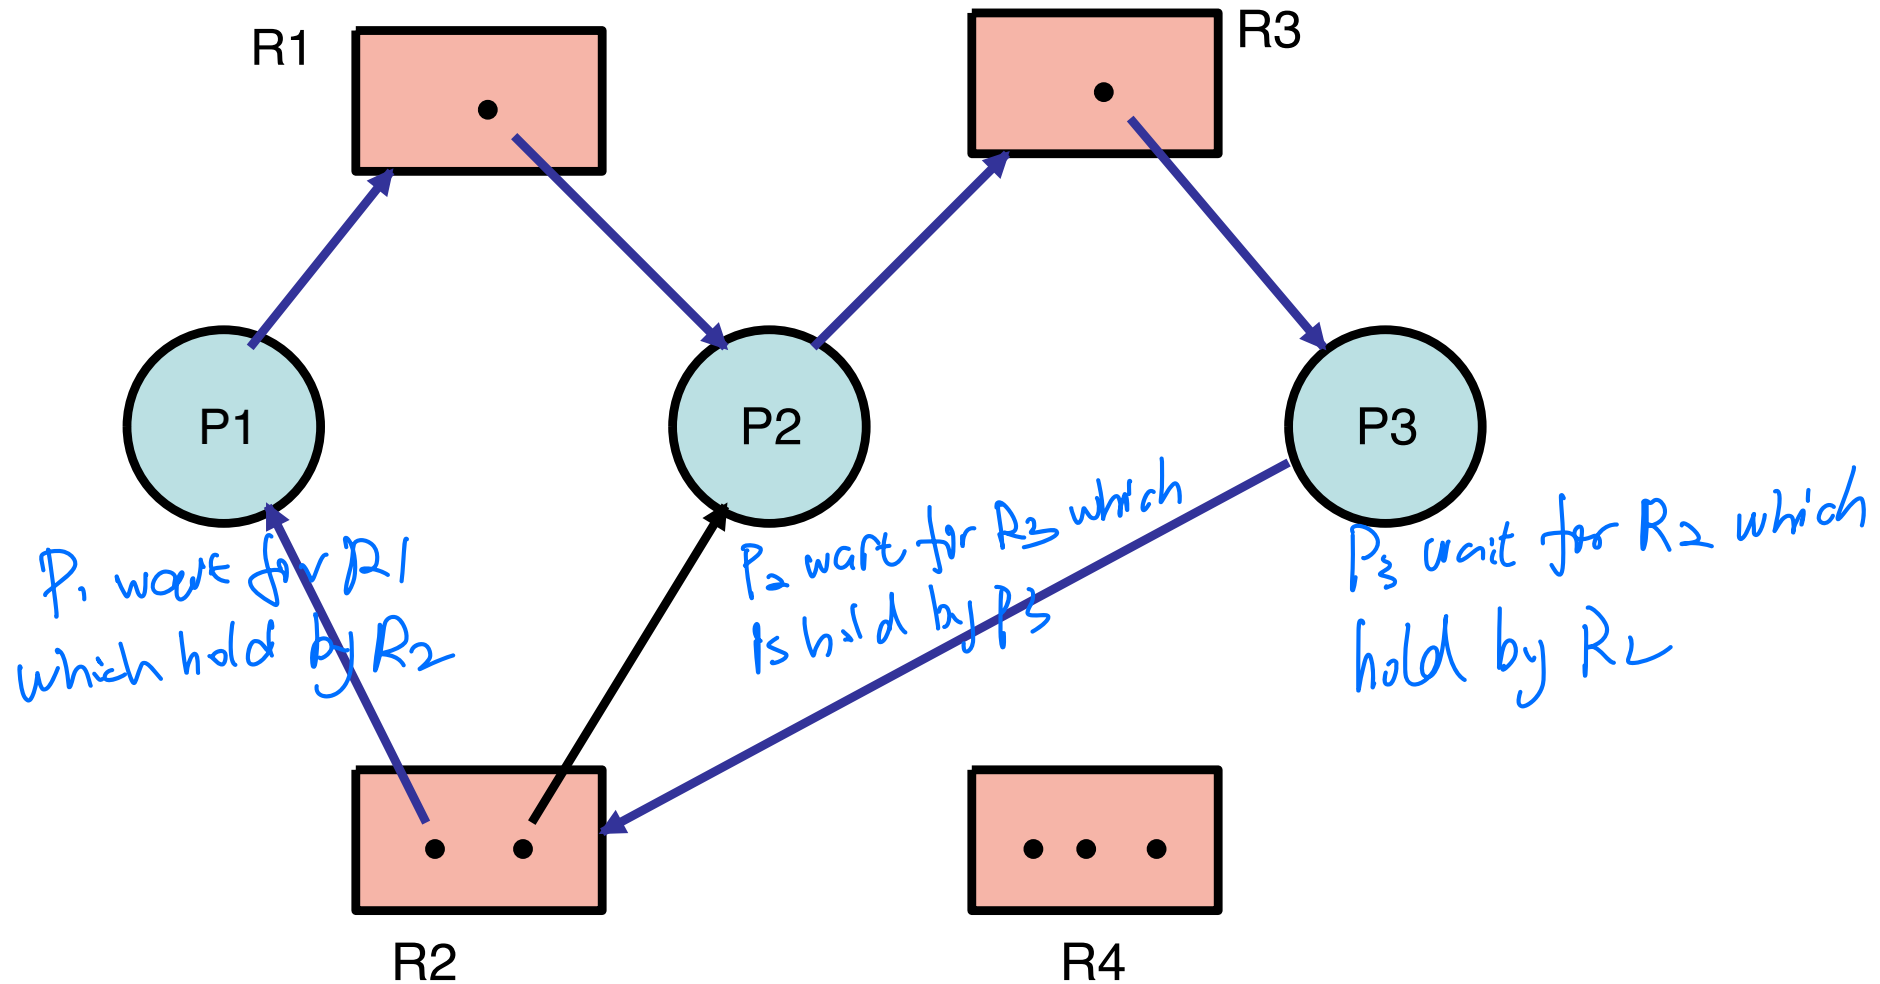 R1
R3
P1
P2
P3
P1 wait for R1
which hold by R2
P2 wait for R3 which
is hold by P3
P3 wait for R2 which
hold by R2
R2
R4